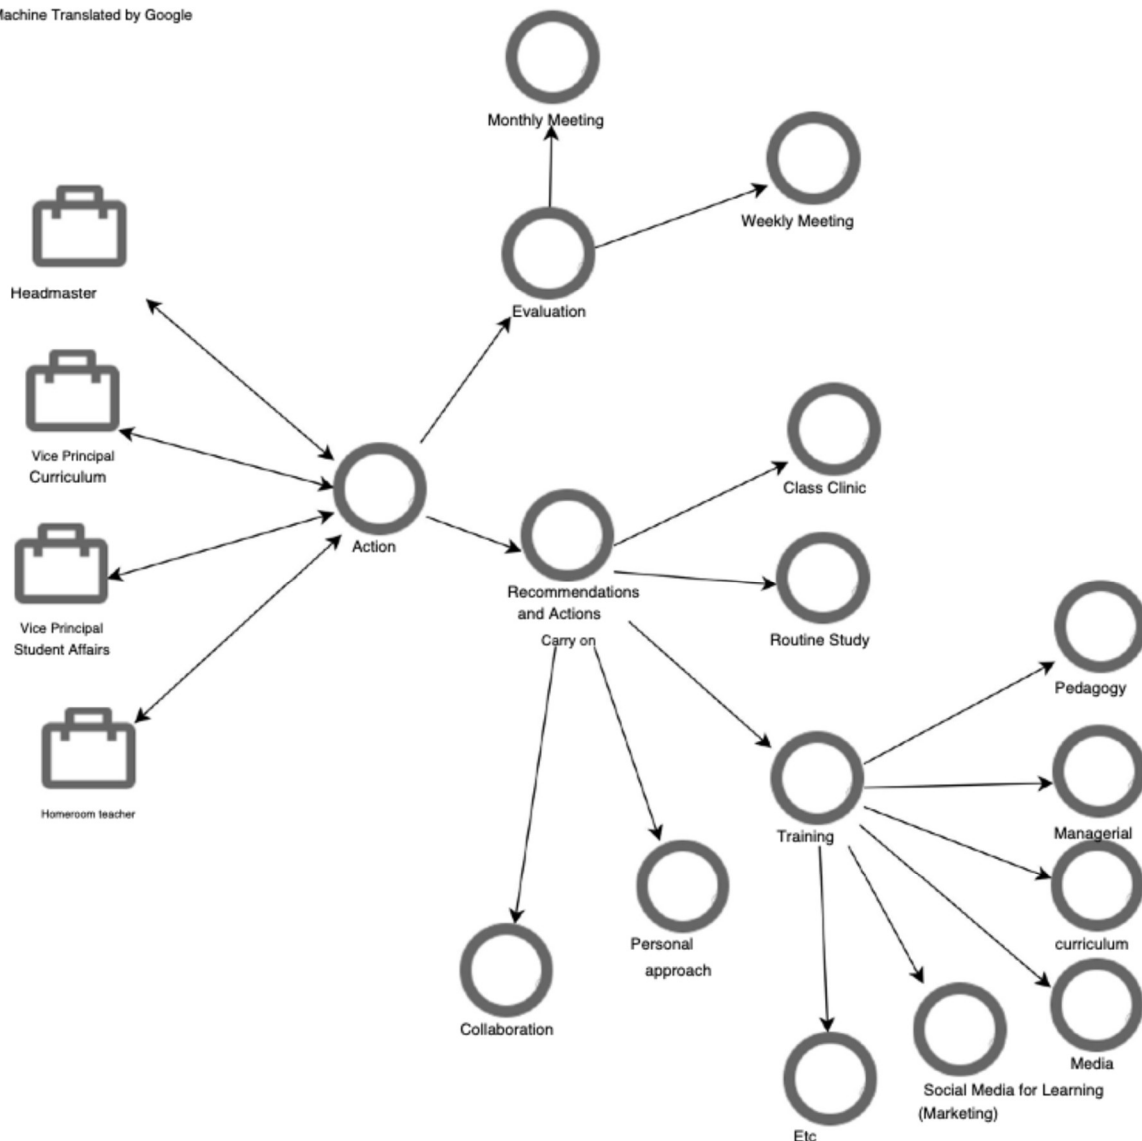 Machine Translated by Google
Monthly Meeting
Weekly Meeting
Headmaster
Evaluation
Vice Principal
Curriculum
Class Clinic
Action
Recommendations
and Actions
Carry on
Vice Principal
Student Affairs
Routine Study
Pedagogy
Homeroom teacher
Training
Managerial
Personal
approach
curriculum
Collaboration
Media
Social Media for Learning
(Marketing)
Etc